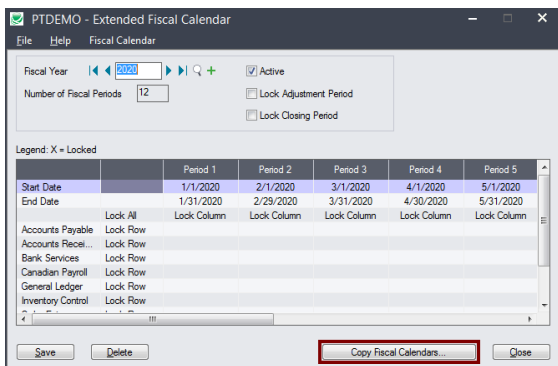 PTDEMO - Extended Fiscal Calendar
File Help Fiscal Calendar
Fiscal Year 2020 Active
Number of Fiscal Periods 12 Lock Adjustment Period
Lock Closing Period
Legend: X = Locked
Period 1 Period 2 Period 3 Period 4 Period 5
Start Date 1/1/2020 2/1/2020 3/1/2020 4/1/2020 5/1/2020
End Date 1/31/2020 2/29/2020 3/31/2020 4/30/2020 5/31/2020
Lock All Lock Column Lock Column Lock Column Lock Column Lock Column
Accounts Payable Lock Row
Accounts Recei... Lock Row
Bank Services Lock Row
Canadian Payroll Lock Row
General Ledger Lock Row
Inventory Control Lock Row
Save Delete Copy Fiscal Calendars... Close